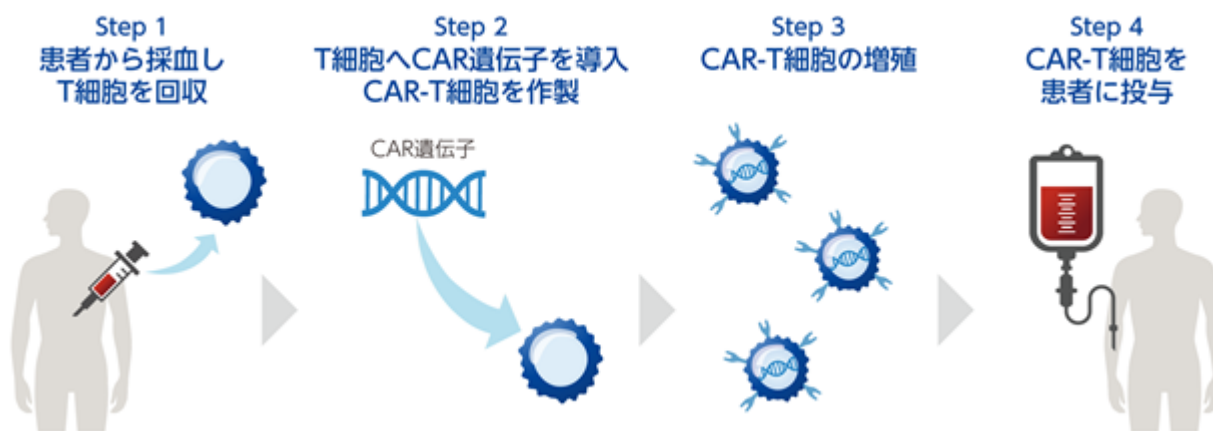 Step 1
患者から採血し
T細胞を回収
Step 2
T細胞へCAR遺伝子を導入
CAR-T細胞を作製
CAR遺伝子
Step 3
CAR-T細胞の増殖
Step 4
CAR-T細胞を
患者に投与